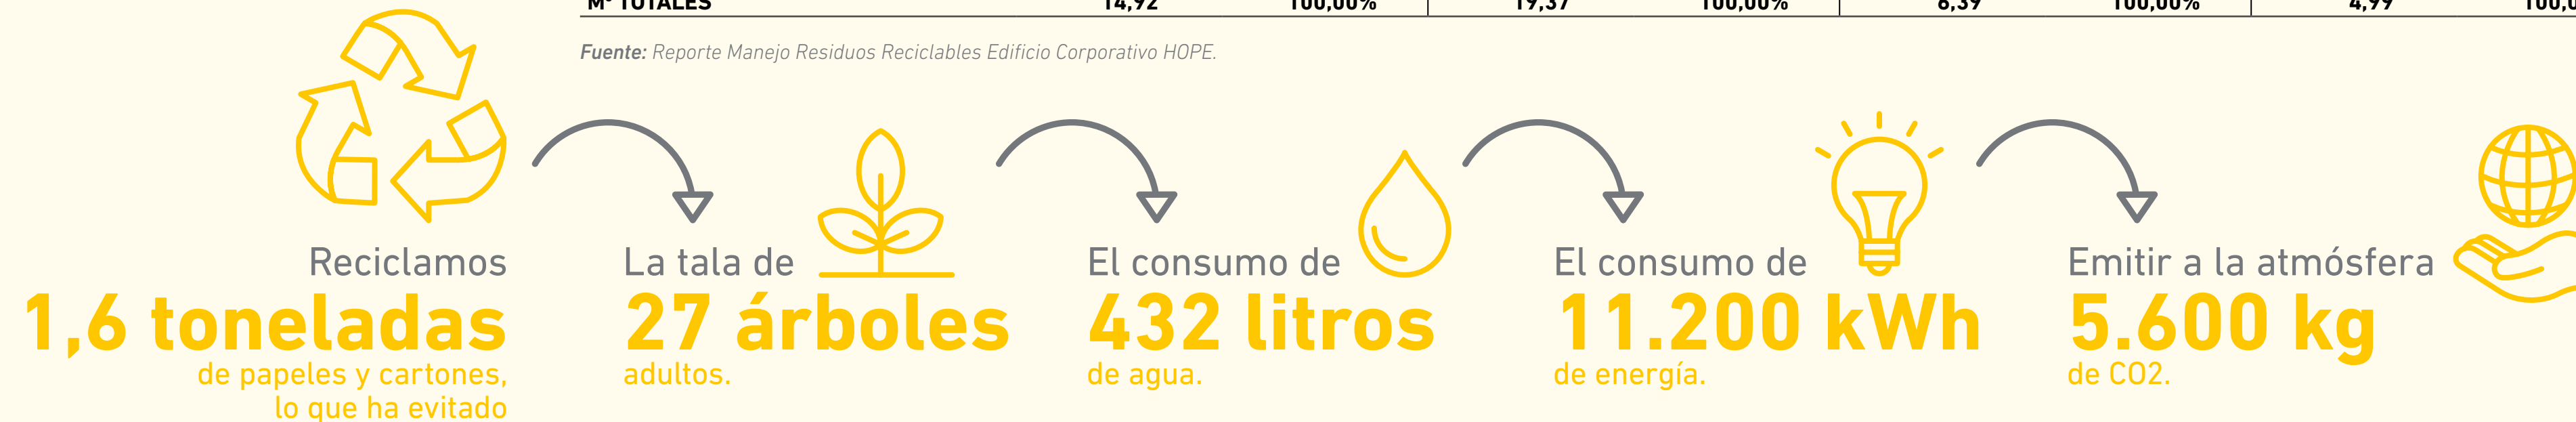 M³ TOTALES 14,92 100,00% 19,37 100,00% 6,39 100,00% 4,99
Fuente: Reporte Manejo Residuos Reciclables Edificio Corporativo HOPE.
Reciclamos
1,6 toneladas
de papeles y cartones,
lo que ha evitado
La tala de
27 árboles
adultos.
El consumo de
432 litros
de agua.
El consumo de
11.200 kWh
de energía.
Emitir a la atmósfera
5.600 kg
de CO2.